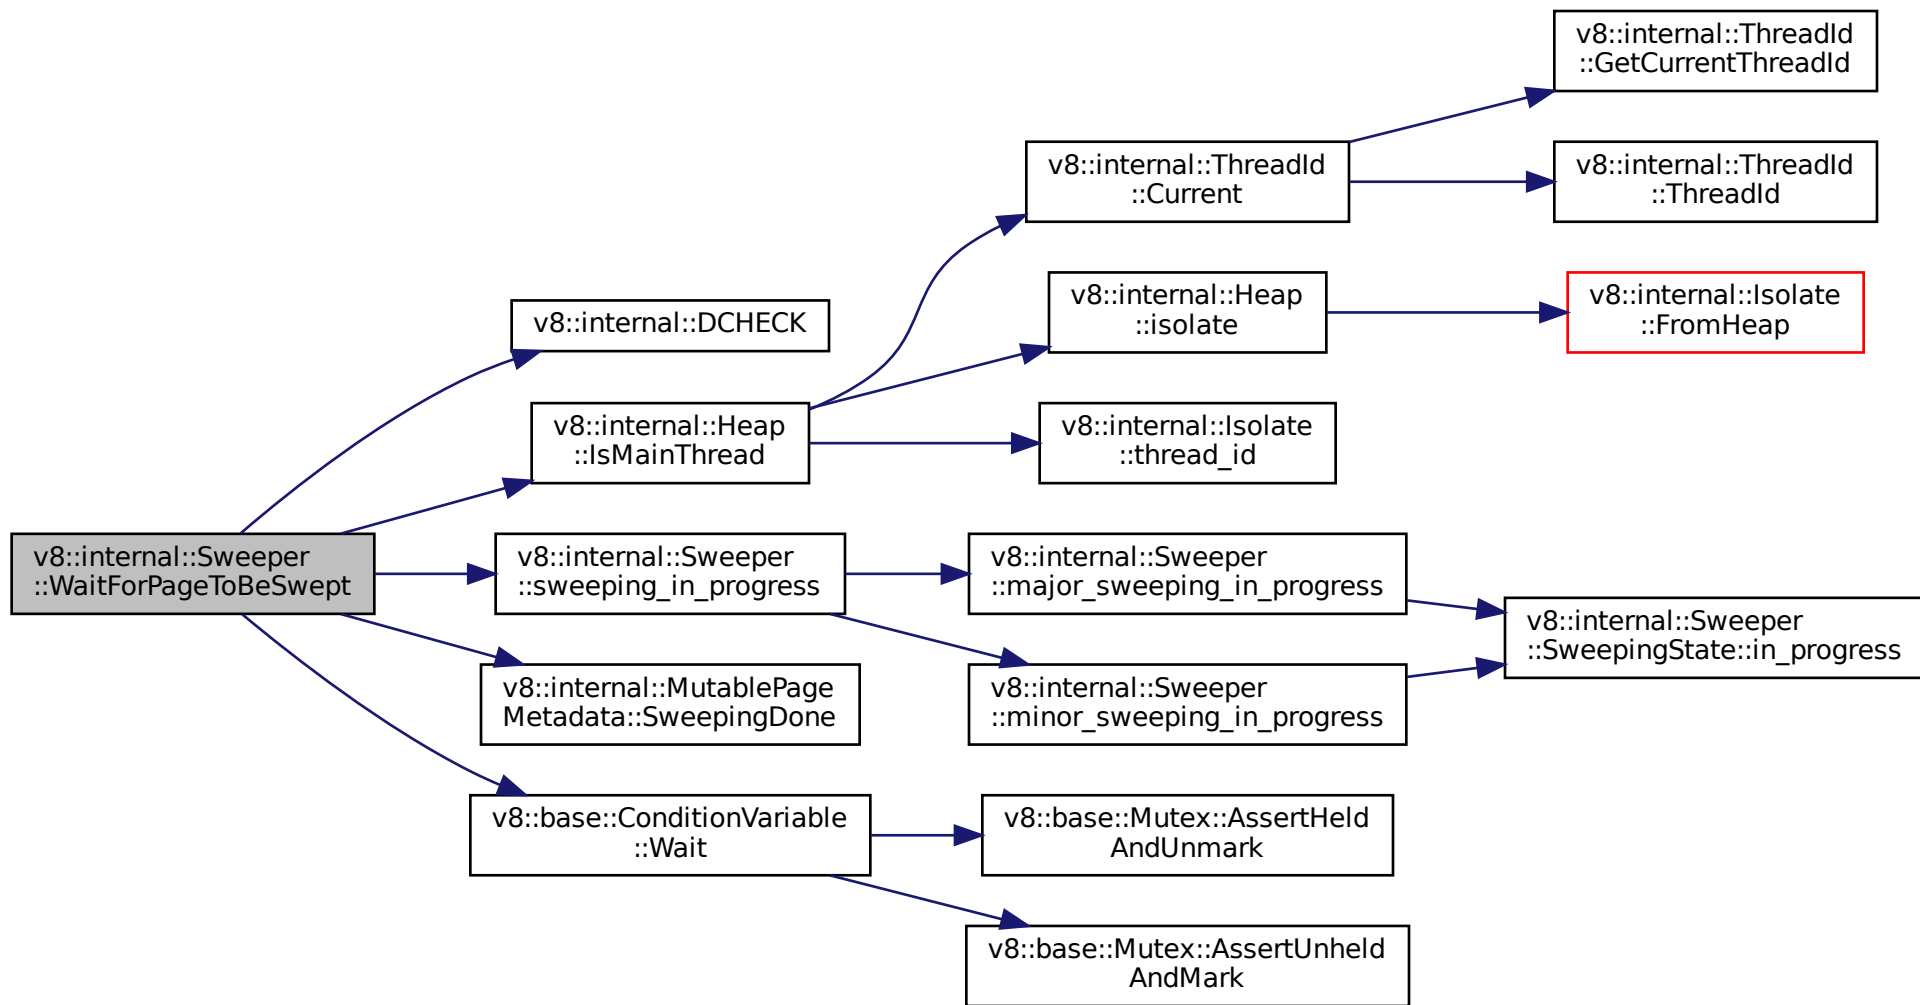 v8::internal::Sweeper
::WaitForPageToBeSwept
v8::internal::DCHECK
v8::internal::Heap
::IsMainThread
v8::internal::ThreadId
::Current
v8::internal::ThreadId
::GetCurrentThreadId
v8::internal::ThreadId
::ThreadId
v8::internal::Heap
::isolate
v8::internal::Isolate
::FromHeap
v8::internal::Isolate
::thread_id
v8::internal::Sweeper
::sweeping_in_progress
v8::internal::Sweeper
::major_sweeping_in_progress
v8::internal::Sweeper
::SweepingState::in_progress
v8::internal::Sweeper
::minor_sweeping_in_progress
v8::internal::MutablePage
Metadata::SweepingDone
v8::base::ConditionVariable
::Wait
v8::base::Mutex::AssertHeld
AndUnmark
v8::base::Mutex::AssertUnheld
AndMark